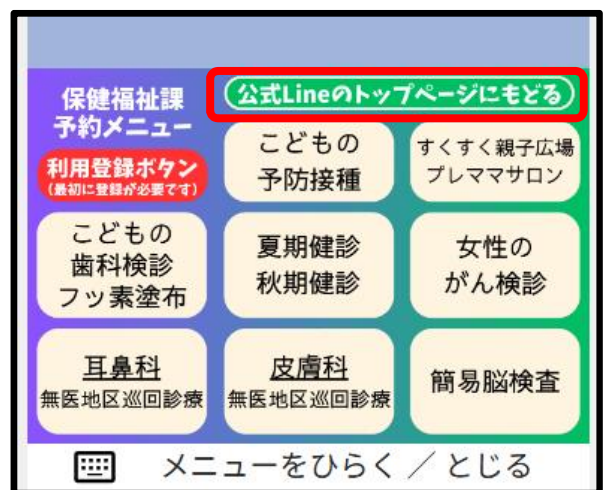 保健福祉課
予約メニュー
利用登録ボタン
(最初に登録が必要です)
公式Lineのトップページにもどる
こどもの
予防接種
すくすく親子広場
プレママサロン
こどもの
歯科検診
フッ素塗布
夏期健診
秋期健診
女性の
がん検診
耳鼻科
無医地区巡回診療
皮膚科
無医地区巡回診療
簡易脳検査
メニューをひらく / とじる